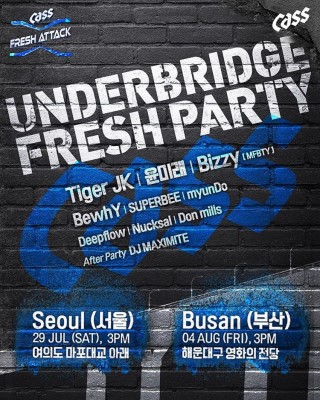 cass
FRESH ATTACK
cass
UNDERBRIDGE
FRESH PARTY
Tiger JK | 윤미래 | Bizzy [MFBTY]
BewhY | SUPERBEE | myunDo
Deepflow | Nucksal | Don mills
After Party DJ MAXIMITE
cass
Seoul (서울)
29 JUL (SAT), 3PM
여의도 마포대교 아래
Busan (부산)
04 AUG (FRI), 3PM
해운대구 영화의 전당